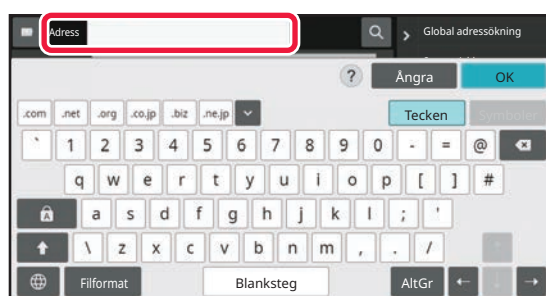 Adress
Global adressökning
?
Ångra
OK
.com .net .org .co.jp .biz .ne.jp
Tecken
Symboler
` 1 2 3 4 5 6 7 8 9 0 - = @
q w e r t y u i o p [ ] #
a s d f g h j k l ; '
\ z x c v b n m , . /
Filformat
Blanksteg
AltGr